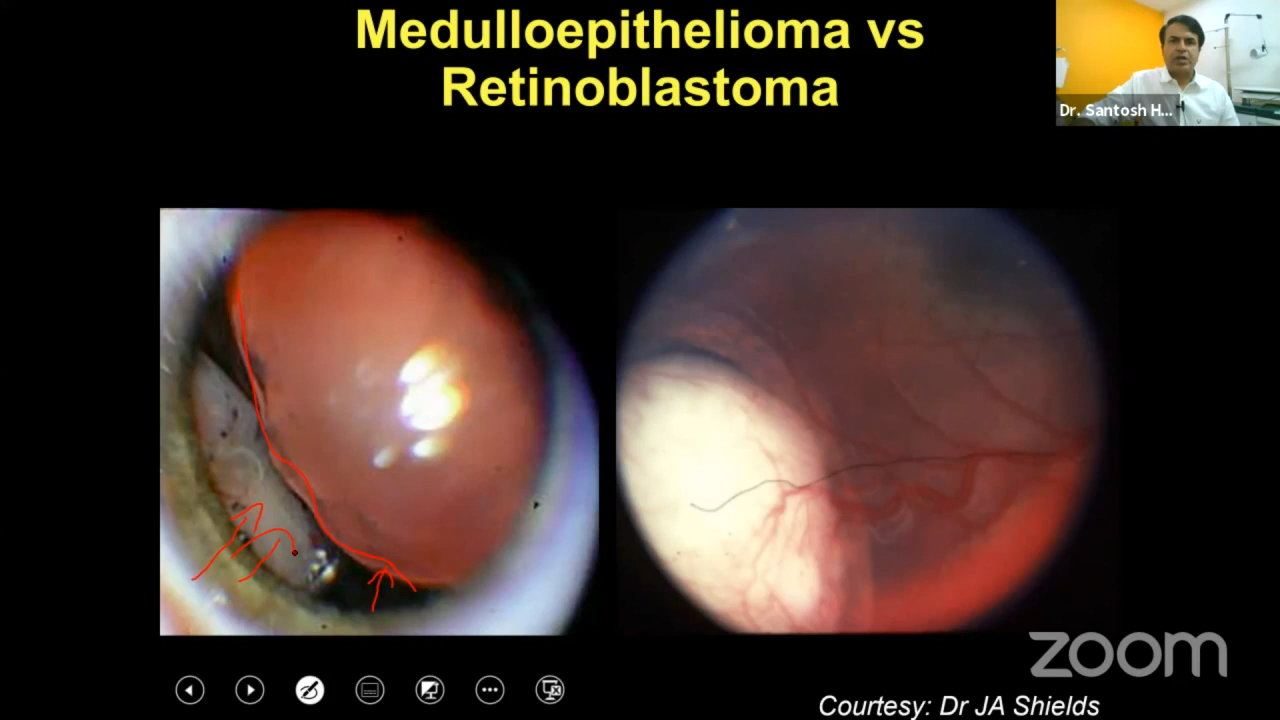 Medulloepithelioma vs
Retinoblastoma
Dr. Santosh H...
zoom
Courtesy: Dr JA Shields